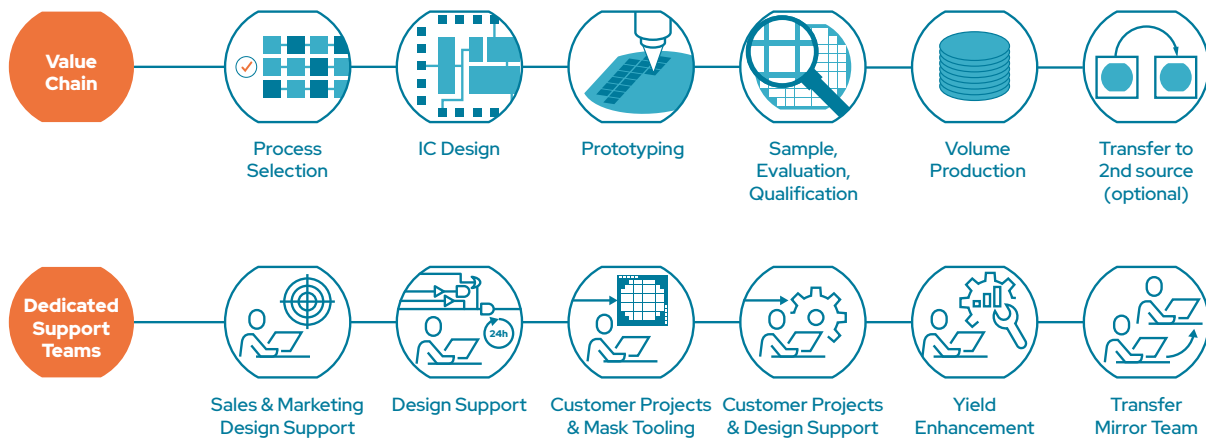 Value
Chain
Process
Selection
IC Design
Prototyping
Sample,
Evaluation,
Qualification
Volume
Production
Transfer to
2nd source
(optional)
Dedicated
Support
Teams
24h
Sales & Marketing
Design Support
Design Support
Customer Projects
& Mask Tooling
Customer Projects
& Design Support
Yield
Enhancement
Transfer
Mirror Team